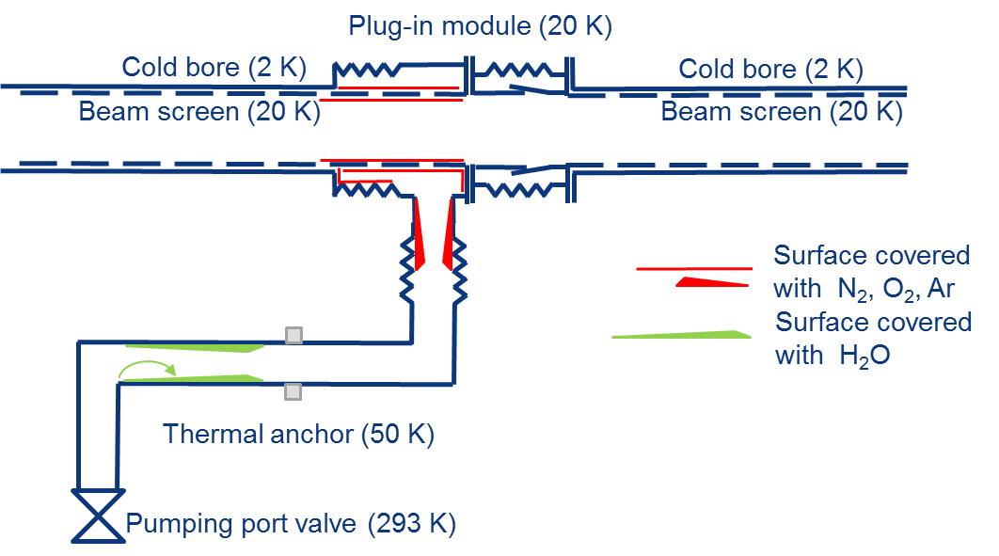 Plug-in module (20 K)
Cold bore (2 K)
Cold bore (2 K)
Beam screen (20 K)
Beam screen (20 K)
Surface covered
with N₂, O₂, Ar
Surface covered
with H₂O
Thermal anchor (50 K)
Pumping port valve (293 K)